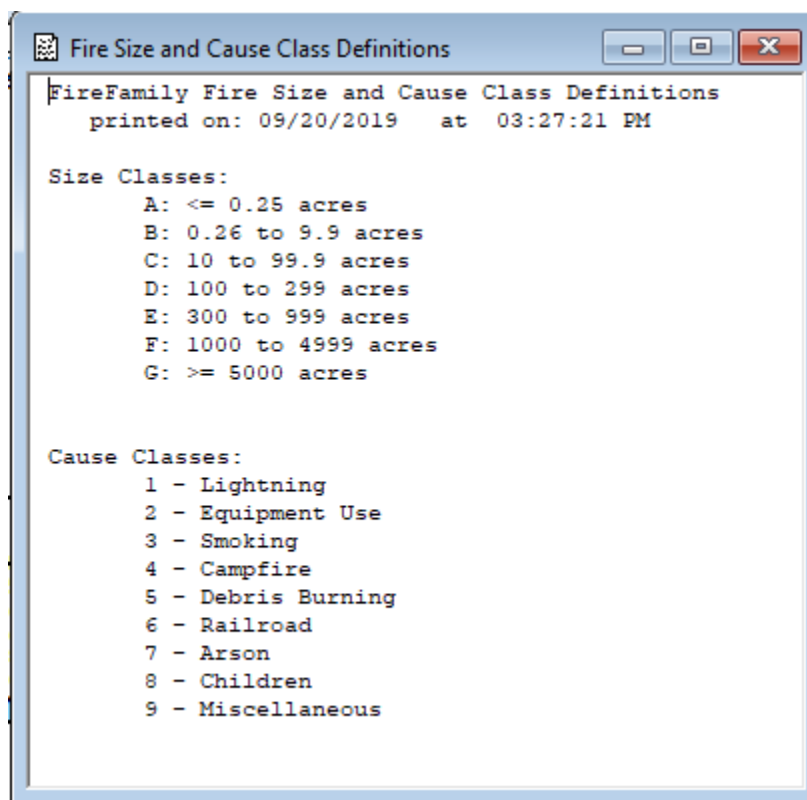 Fire Size and Cause Class Definitions
FireFamily Fire Size and Cause Class Definitions
printed on: 09/20/2019 at 03:27:21 PM
Size Classes:
A: <= 0.25 acres
B: 0.26 to 9.9 acres
C: 10 to 99.9 acres
D: 100 to 299 acres
E: 300 to 999 acres
F: 1000 to 4999 acres
G: >= 5000 acres
Cause Classes:
1 - Lightning
2 - Equipment Use
3 - Smoking
4 - Campfire
5 - Debris Burning
6 - Railroad
7 - Arson
8 - Children
9 - Miscellaneous